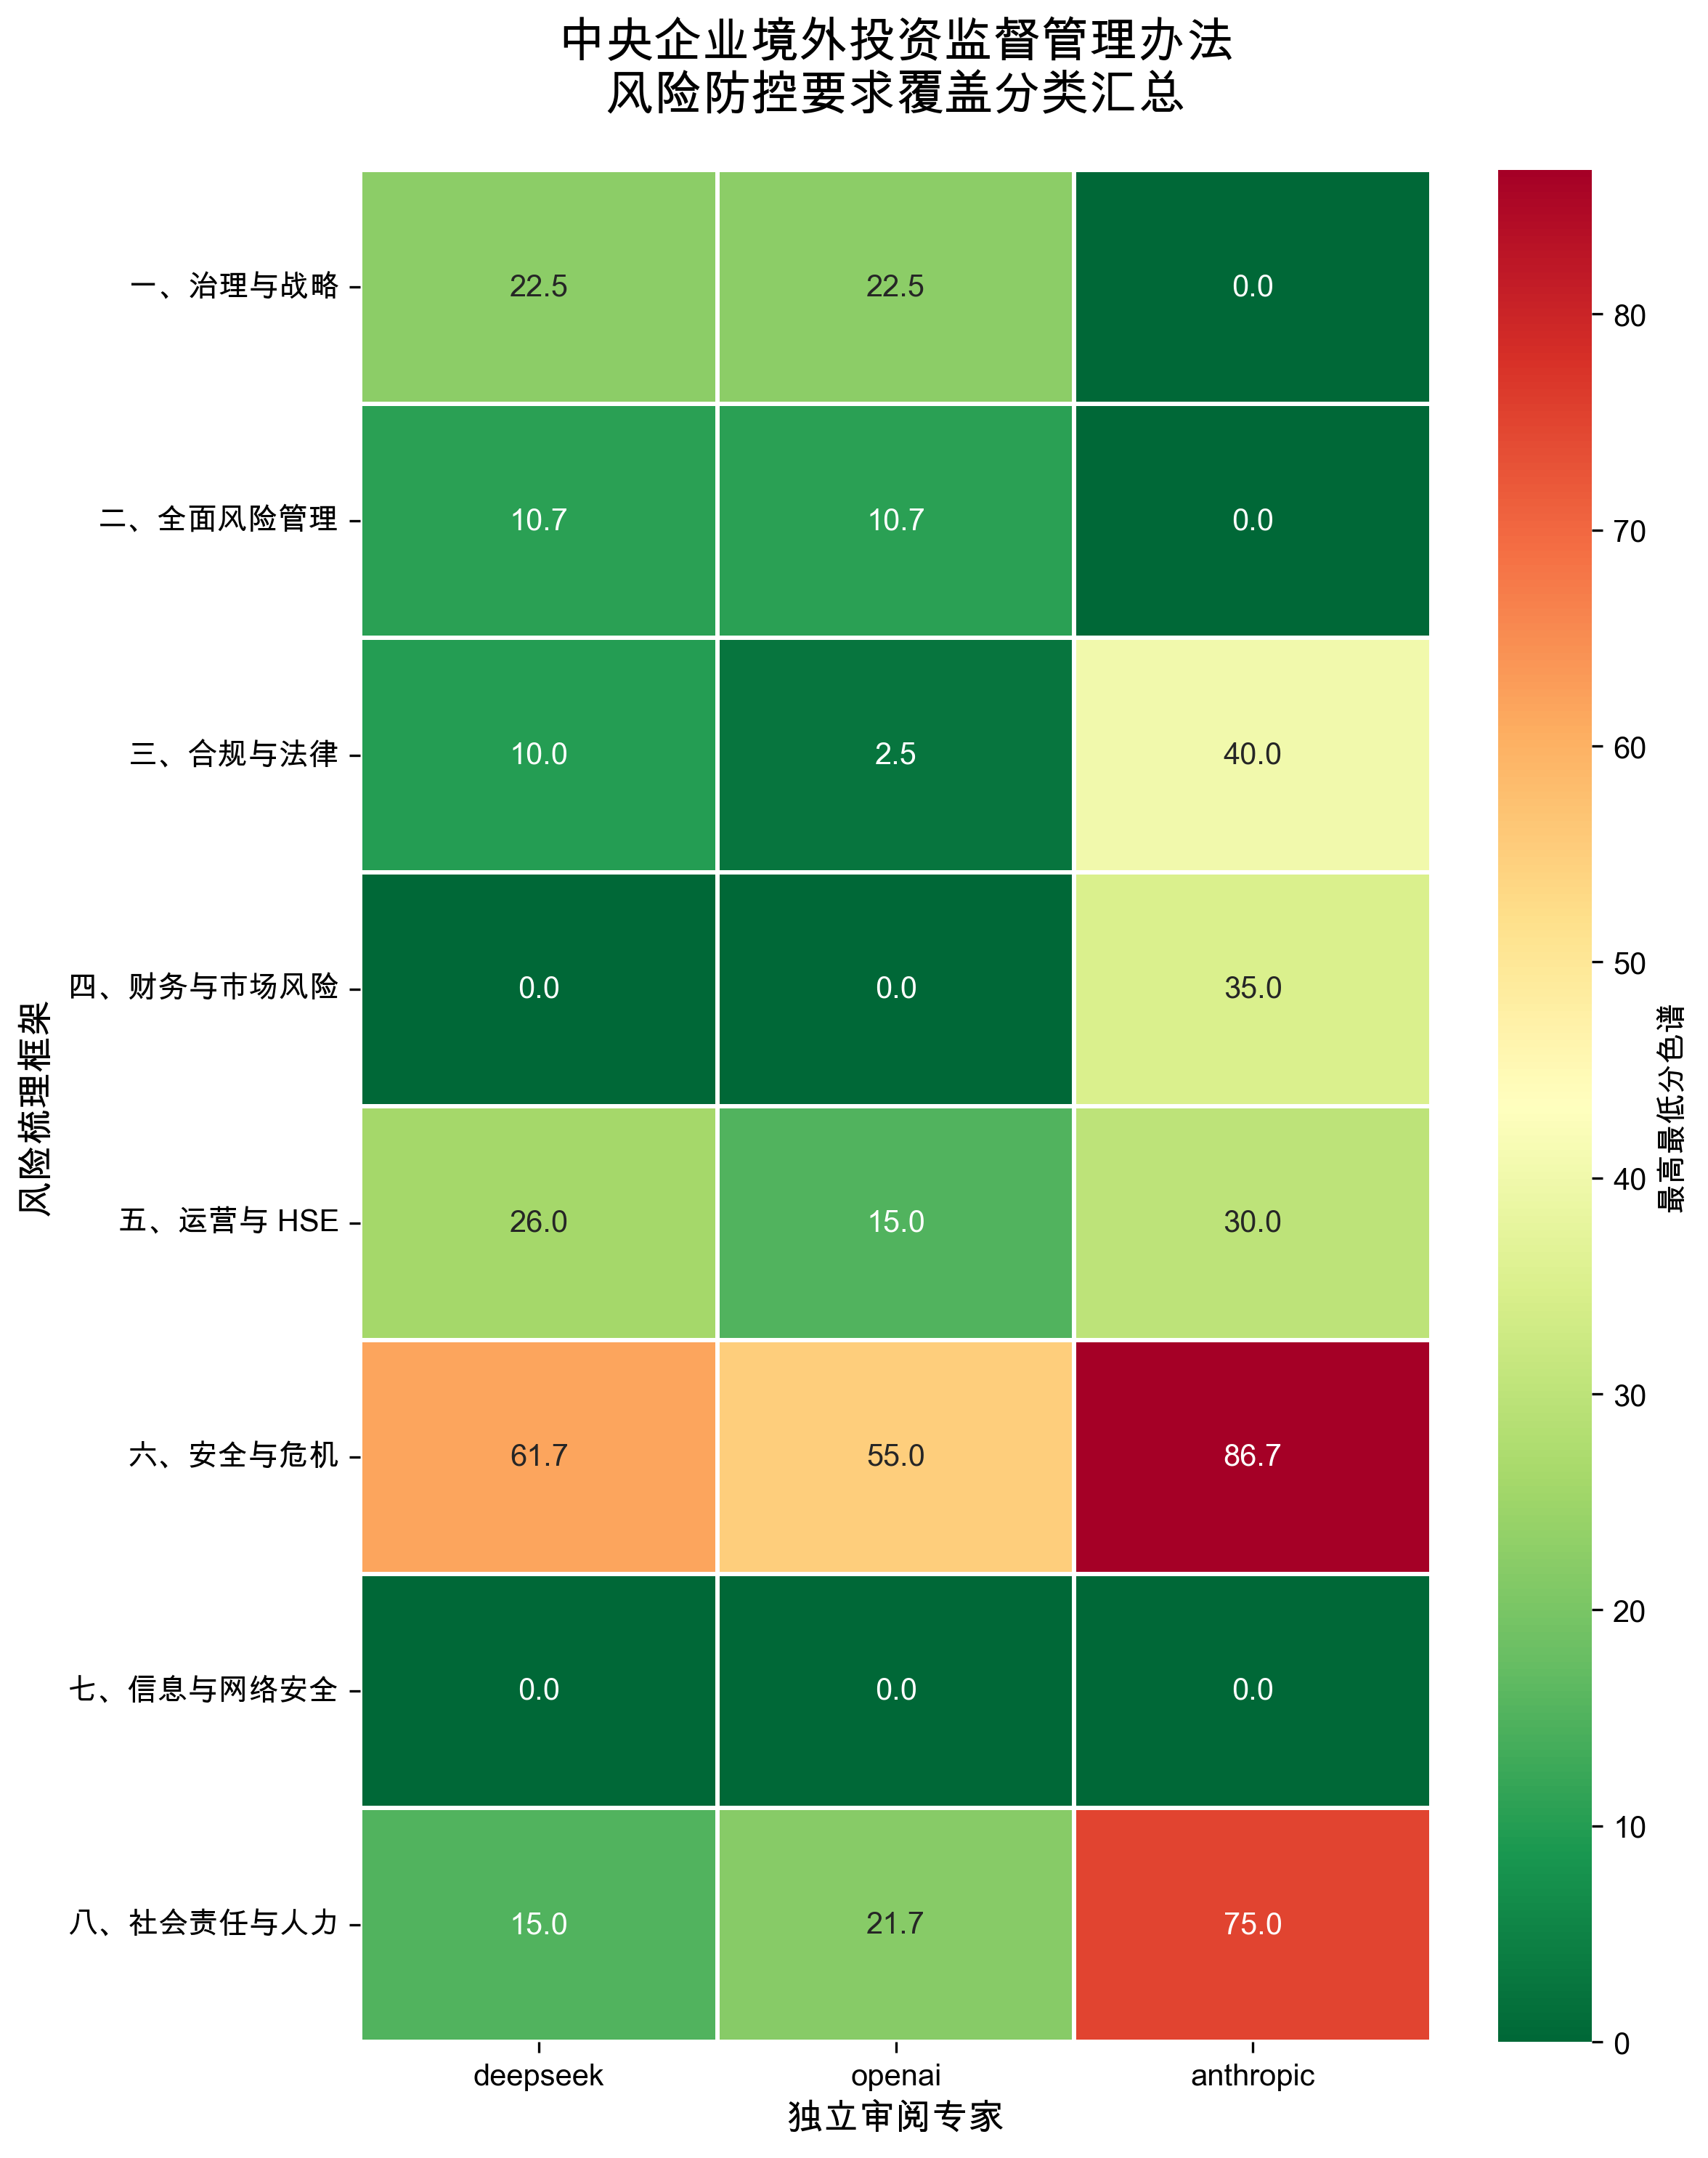 中央企业境外投资监督管理办法
风险防控要求覆盖分类汇总
风险梳理框架
一、治理与战略
22.5
22.5
0.0
二、全面风险管理
10.7
10.7
0.0
三、合规与法律
10.0
2.5
40.0
四、财务与市场风险
0.0
0.0
35.0
五、运营与 HSE
26.0
15.0
30.0
六、安全与危机
61.7
55.0
86.7
七、信息与网络安全
0.0
0.0
0.0
八、社会责任与人力
15.0
21.7
75.0
deepseek
openai
anthropic
独立审阅专家
80
70
60
50
40
30
20
10
0
最高最低分色谱